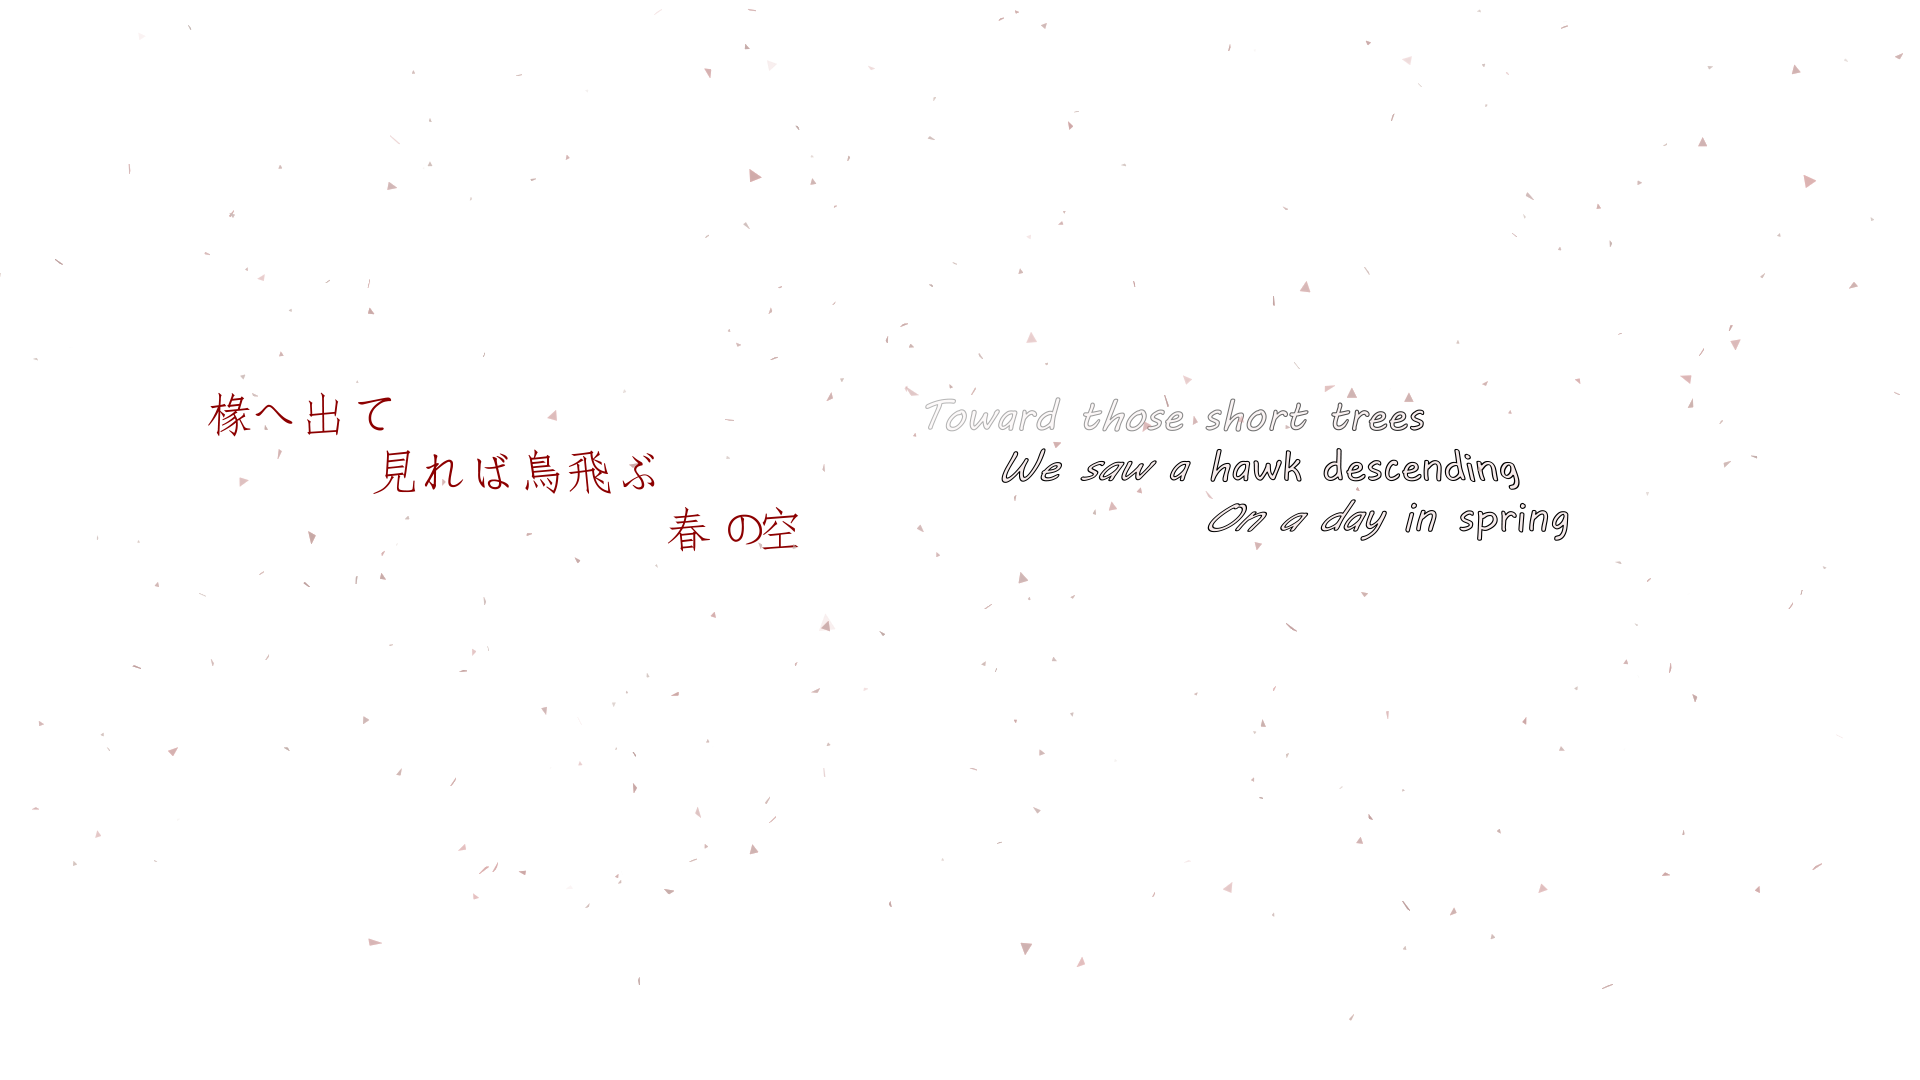 椽へ出て
見れば鳥飛ぶ
春の空
Toward those short trees
We saw a hawk descending
On a day in spring